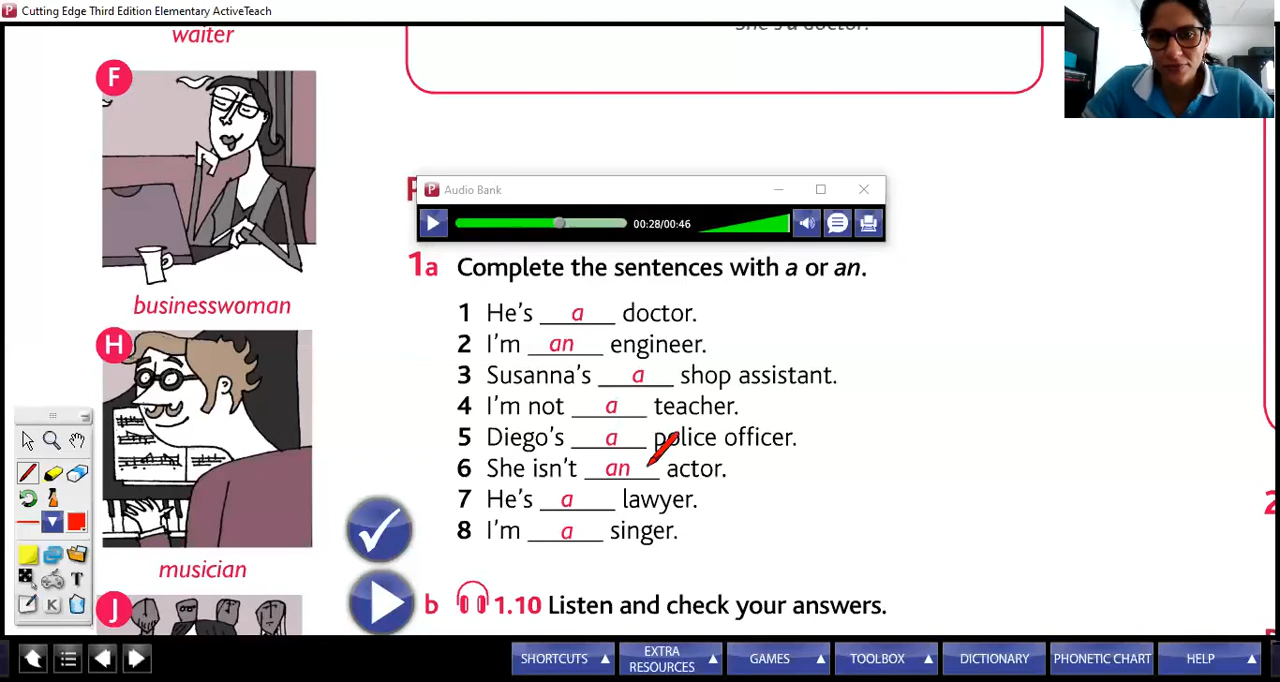 Cutting Edge Third Edition Elementary ActiveTeach
waiter
She's a doctor.
F
Audio Bank
00:28/00:46
1a Complete the sentences with a or an.
1 He's a doctor.
2 I'm an engineer.
3 Susanna's a shop assistant.
4 I'm not a teacher.
5 Diego's a police officer.
6 She isn't an actor.
7 He's a lawyer.
8 I'm a singer.
businesswoman
H
musician
J
b 1.10 Listen and check your answers.
T
K
SHORTCUTS
EXTRA RESOURCES
GAMES
TOOLBOX
DICTIONARY
PHONETIC CHART
HELP